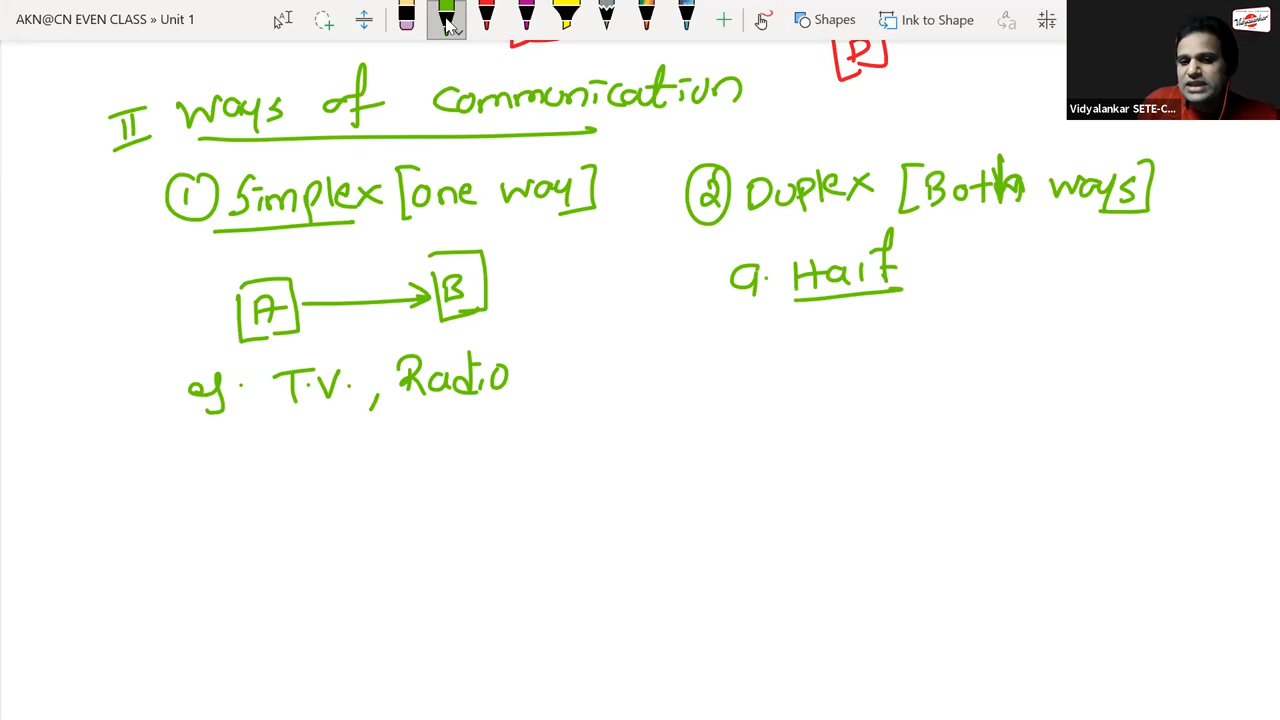 AKN@CN EVEN CLASS » Unit 1
Shapes
Ink to Shape
Vidyalankar
Vidyalankar SETE-C...
D
II Ways of communication
① Simplex [one way]
② Duplex [Both ways]
a. Half
A
B
eg. T.V., Radio